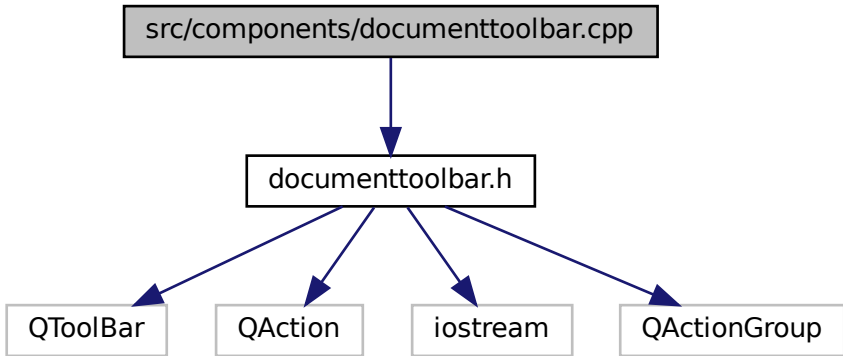 src/components/documenttoolbar.cpp
documenttoolbar.h
QToolBar
QAction
iostream
QActionGroup